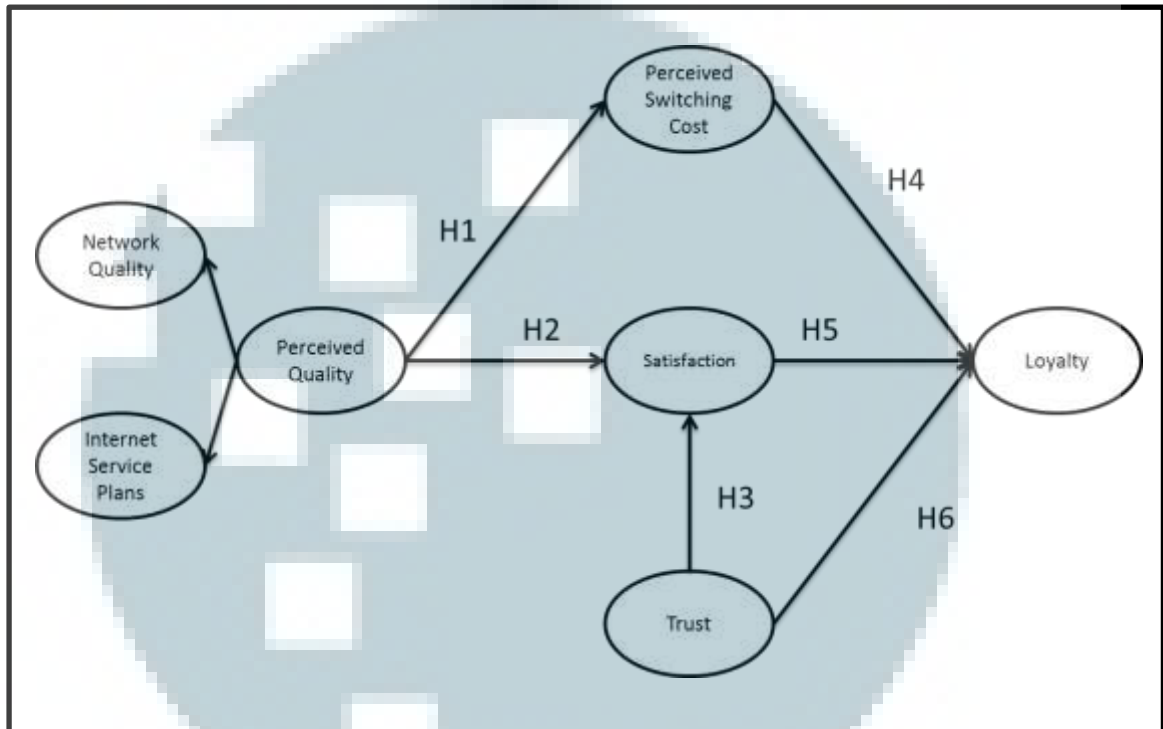 Perceived
Switching
Cost
H4
Network
Quality
H1
H2
H5
Perceived
Quality
Satisfaction
Loyalty
Internet
Service
Plans
H3
H6
Trust